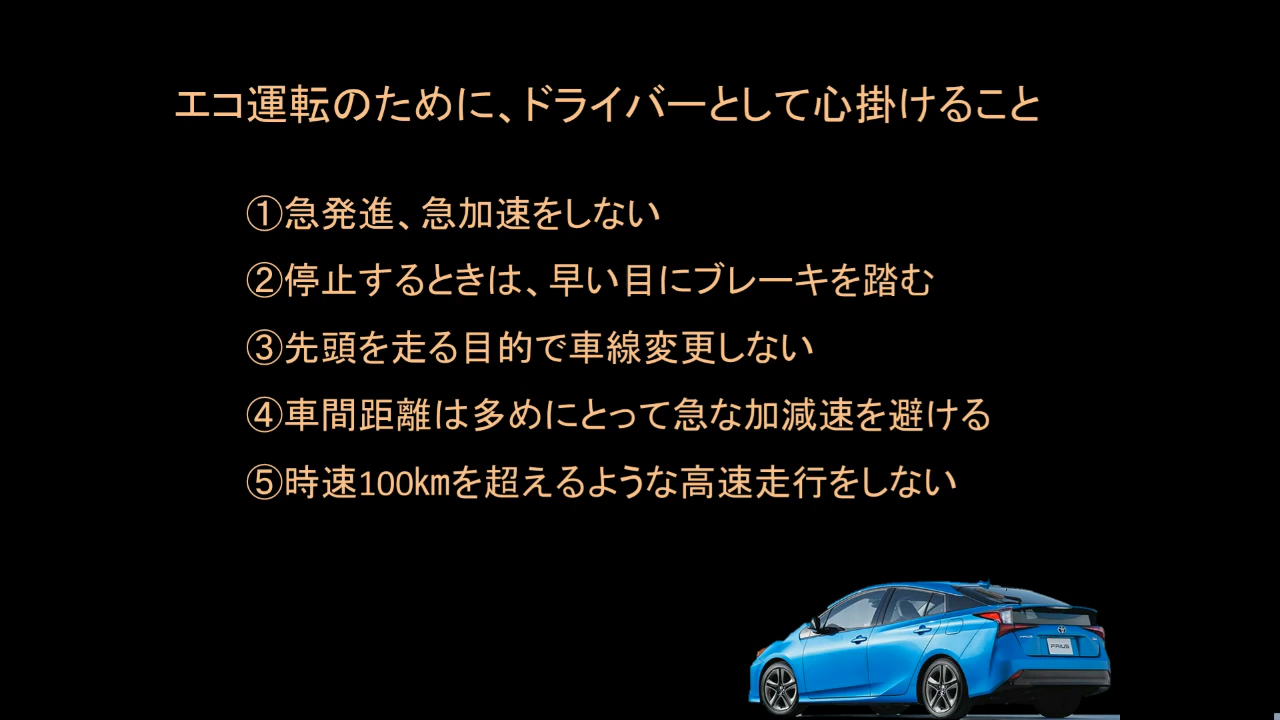 エコ運転のために、ドライバーとして心掛けること
①急発進、急加速をしない
②停止するときは、早い目にブレーキを踏む
③先頭を走る目的で車線変更しない
④車間距離は多めにとって急な加減速を避ける
⑤時速100㎞を超えるような高速走行をしない
PRIUS